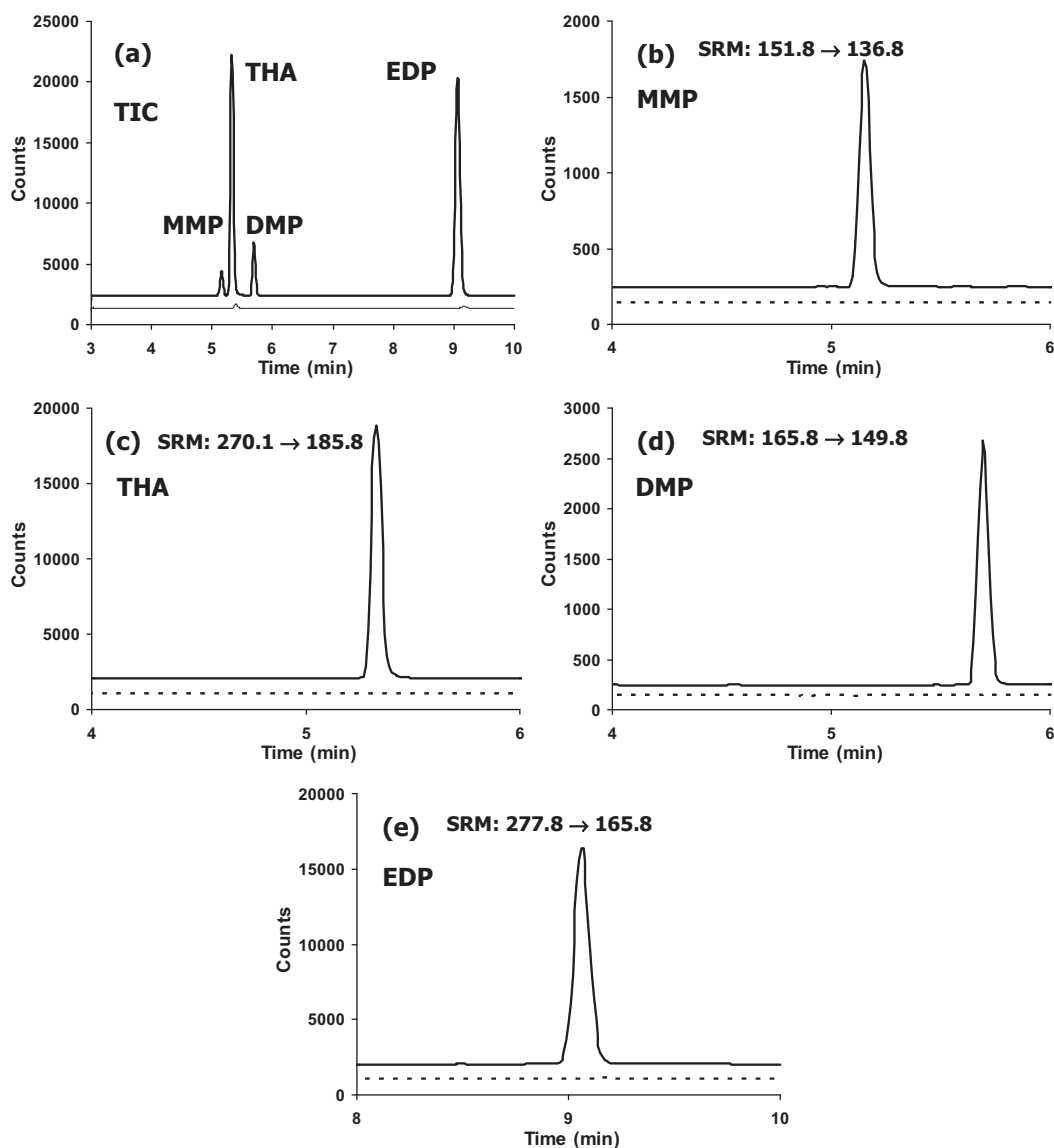 (a)
TIC
MMP
THA
DMP
EDP
25000
20000
15000
10000
5000
0
Counts
3 4 5 6 7 8 9 10
Time (min)
(b)
SRM: 151.8 → 136.8
MMP
2000
1500
1000
500
0
Counts
4 5 6
Time (min)
(c) SRM: 270.1 → 185.8
THA
20000
15000
10000
5000
0
Counts
4 5 6
Time (min)
(d) SRM: 165.8 → 149.8
DMP
3000
2500
2000
1500
1000
500
0
Counts
4 5 6
Time (min)
(e) SRM: 277.8 → 165.8
EDP
20000
15000
10000
5000
0
Counts
8 9 10
Time (min)